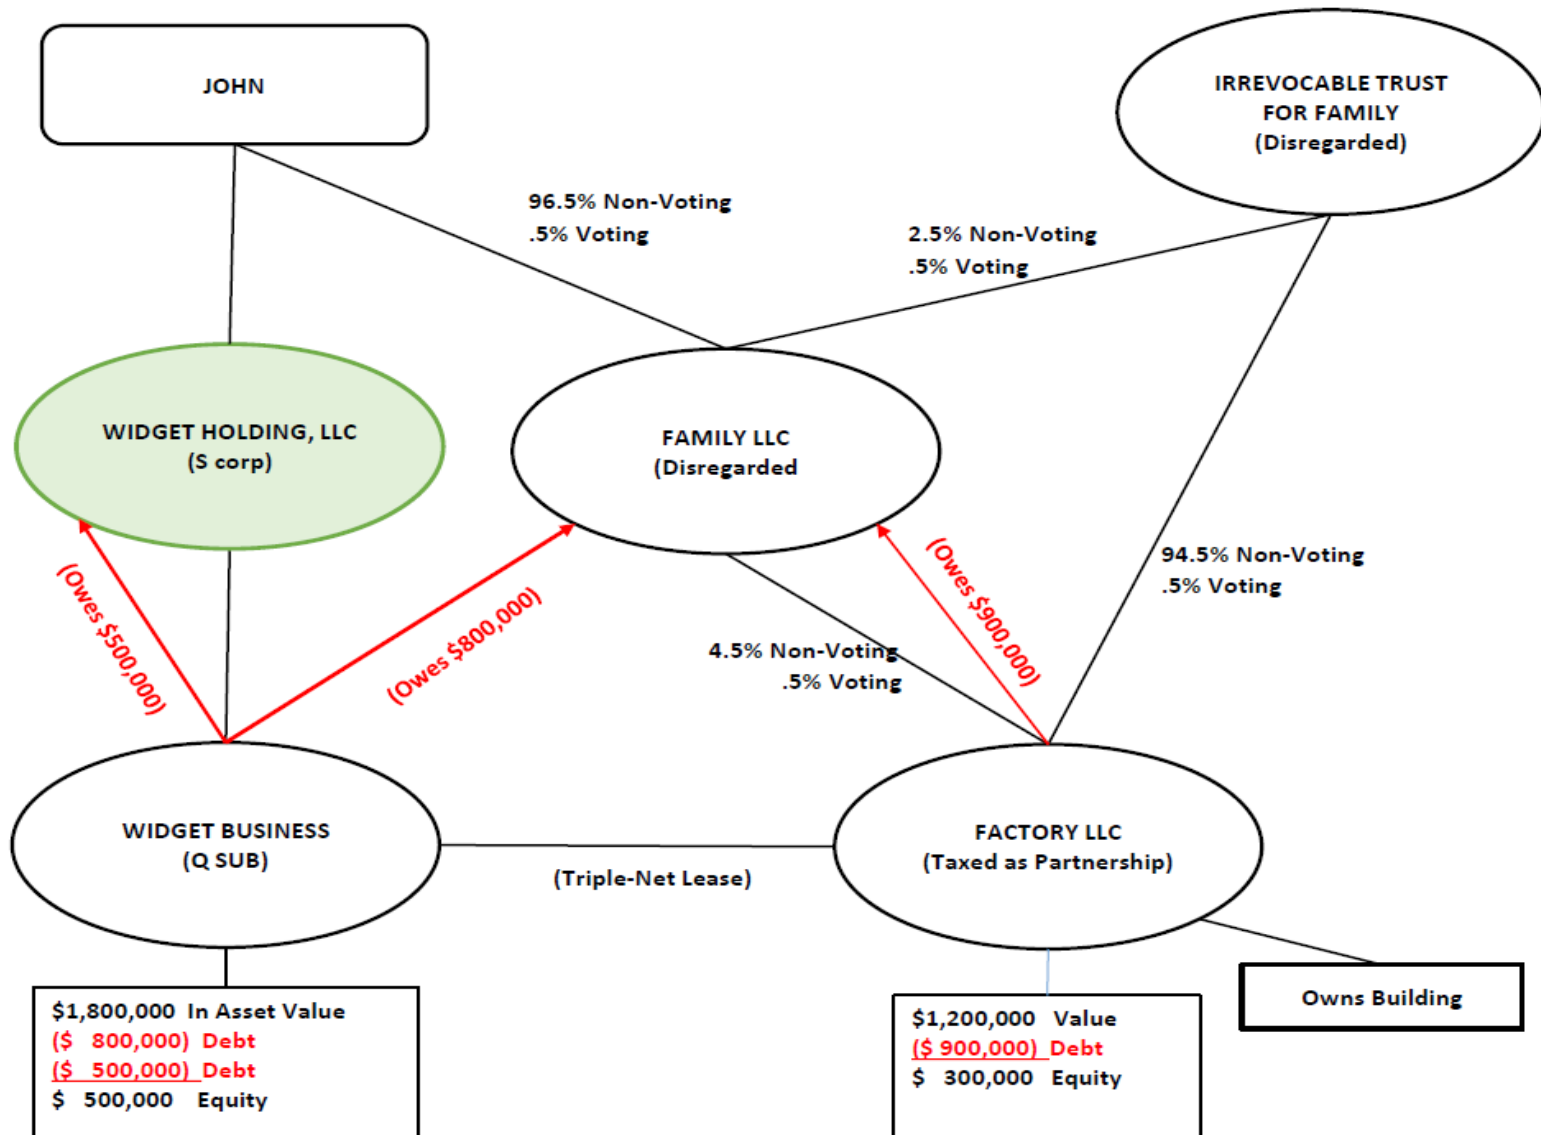 JOHN
IRREVOCABLE TRUST
FOR FAMILY
(Disregarded)
96.5% Non-Voting
.5% Voting
2.5% Non-Voting
.5% Voting
WIDGET HOLDING, LLC
(S corp)
FAMILY LLC
(Disregarded
94.5% Non-Voting
.5% Voting
(Owes $500,000)
(Owes $800,000)
(Owes $900,000)
4.5% Non-Voting
.5% Voting
WIDGET BUSINESS
(Q SUB)
(Triple-Net Lease)
FACTORY LLC
(Taxed as Partnership)
Owns Building
$1,800,000 In Asset Value
($ 800,000) Debt
($ 500,000) Debt
$ 500,000 Equity
$1,200,000 Value
($ 900,000) Debt
$ 300,000 Equity